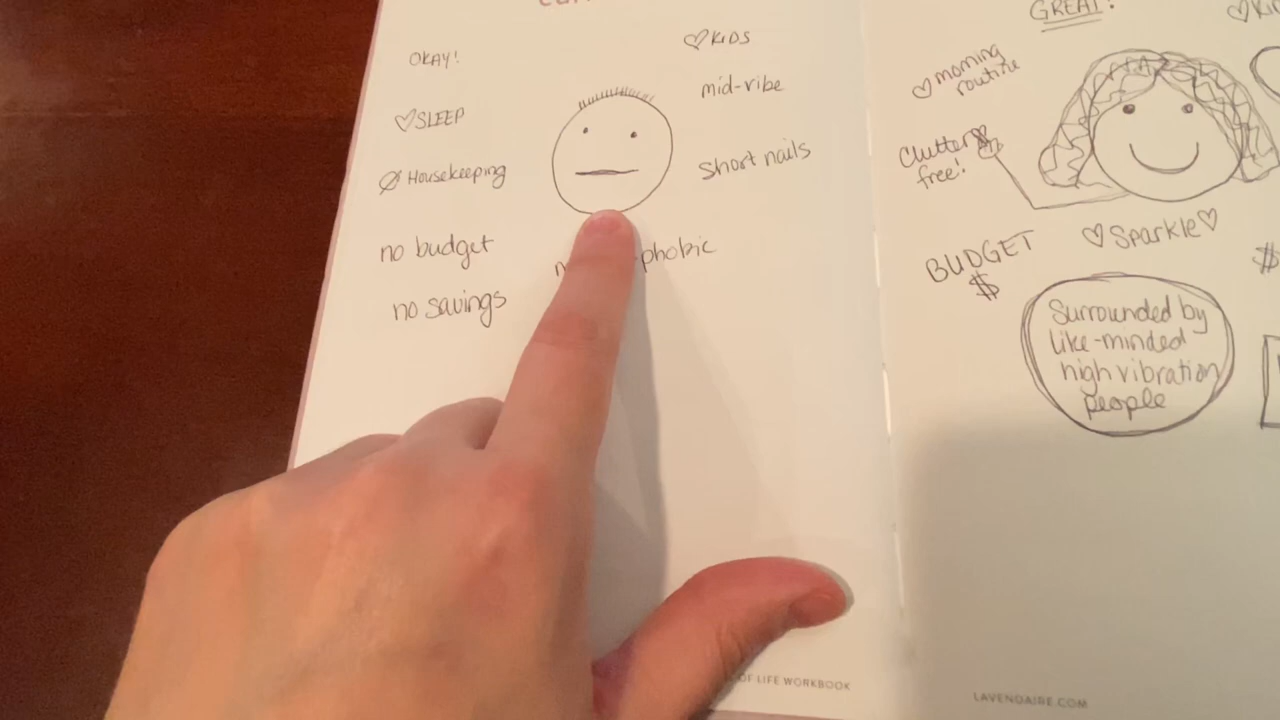 OKAY!
♡SLEEP
Ø Housekeeping
no budget
no savings
♡KIDS
mid-vibe
short nails
phobic
OF LIFE WORKBOOK
GREAT!
♡morning
routine
Clutter
free!
BUDGET
$
♡Sparkle♡
$
Surrounded by
like-minded
high vibration
people
LAVENDAIRE.COM